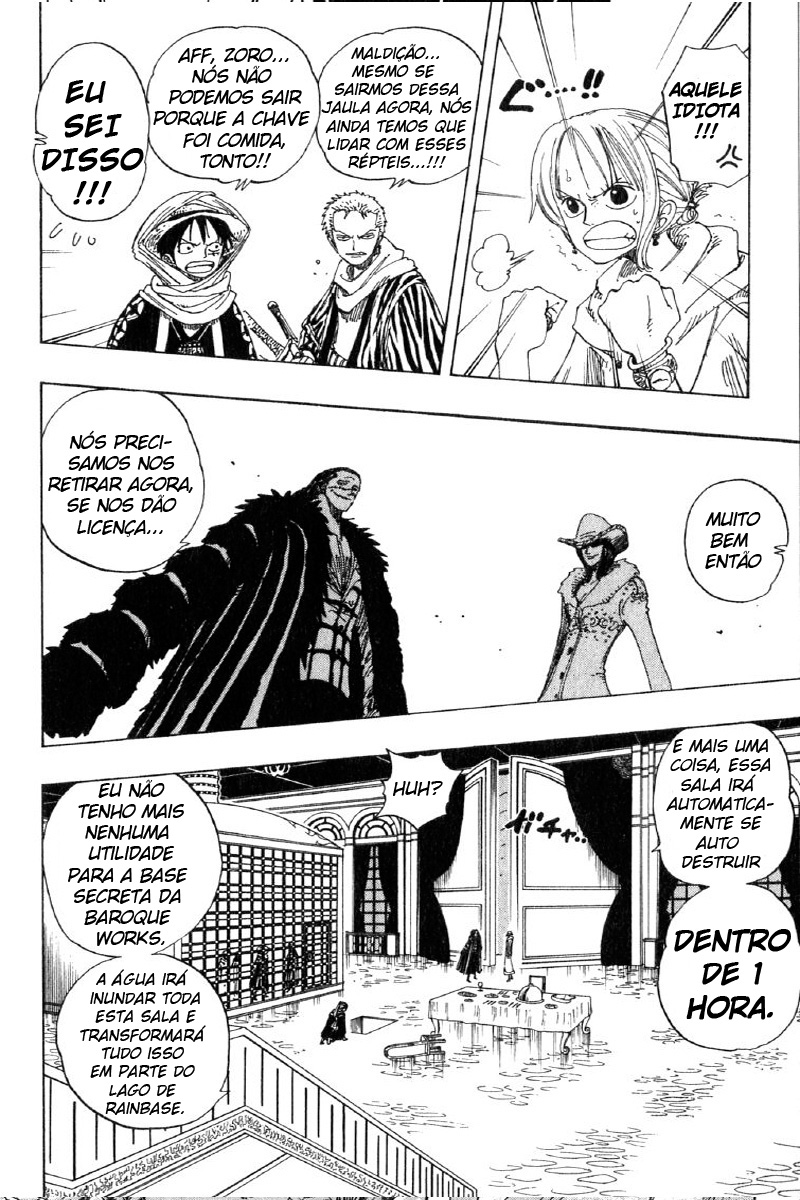 AQUELE
IDIOTA
!!!
ぐ…!!
MALDIÇÃO...
MESMO SE
SAIRMOS DESSA
JAULA AGORA, NÓS
AINDA TEMOS QUE
LIDAR COM ESSES
RÉPTEIS...!!!
AFF, ZORO...
NÓS NÃO
PODEMOS SAIR
PORQUE A CHAVE
FOI COMIDA,
TONTO!!
EU
SEI
DISSO
!!!
MUITO
BEM
ENTÃO
NÓS PRECI-
SAMOS NOS
RETIRAR AGORA,
SE NOS DÃO
LICENÇA...
E MAIS UMA
COISA, ESSA
SALA IRÁ
AUTOMATICA-
MENTE SE
AUTO
DESTRUIR
DENTRO
DE 1
HORA.
ガチャ..
HUH?
EU NÃO
TENHO MAIS
NENHUMA
UTILIDADE
PARA A BASE
SECRETA DA
BAROQUE
WORKS,
A ÁGUA IRÁ
INUNDAR TODA
ESTA SALA E
TRANSFORMARÁ
TUDO ISSO
EM PARTE DO
LAGO DE
RAINBASE.